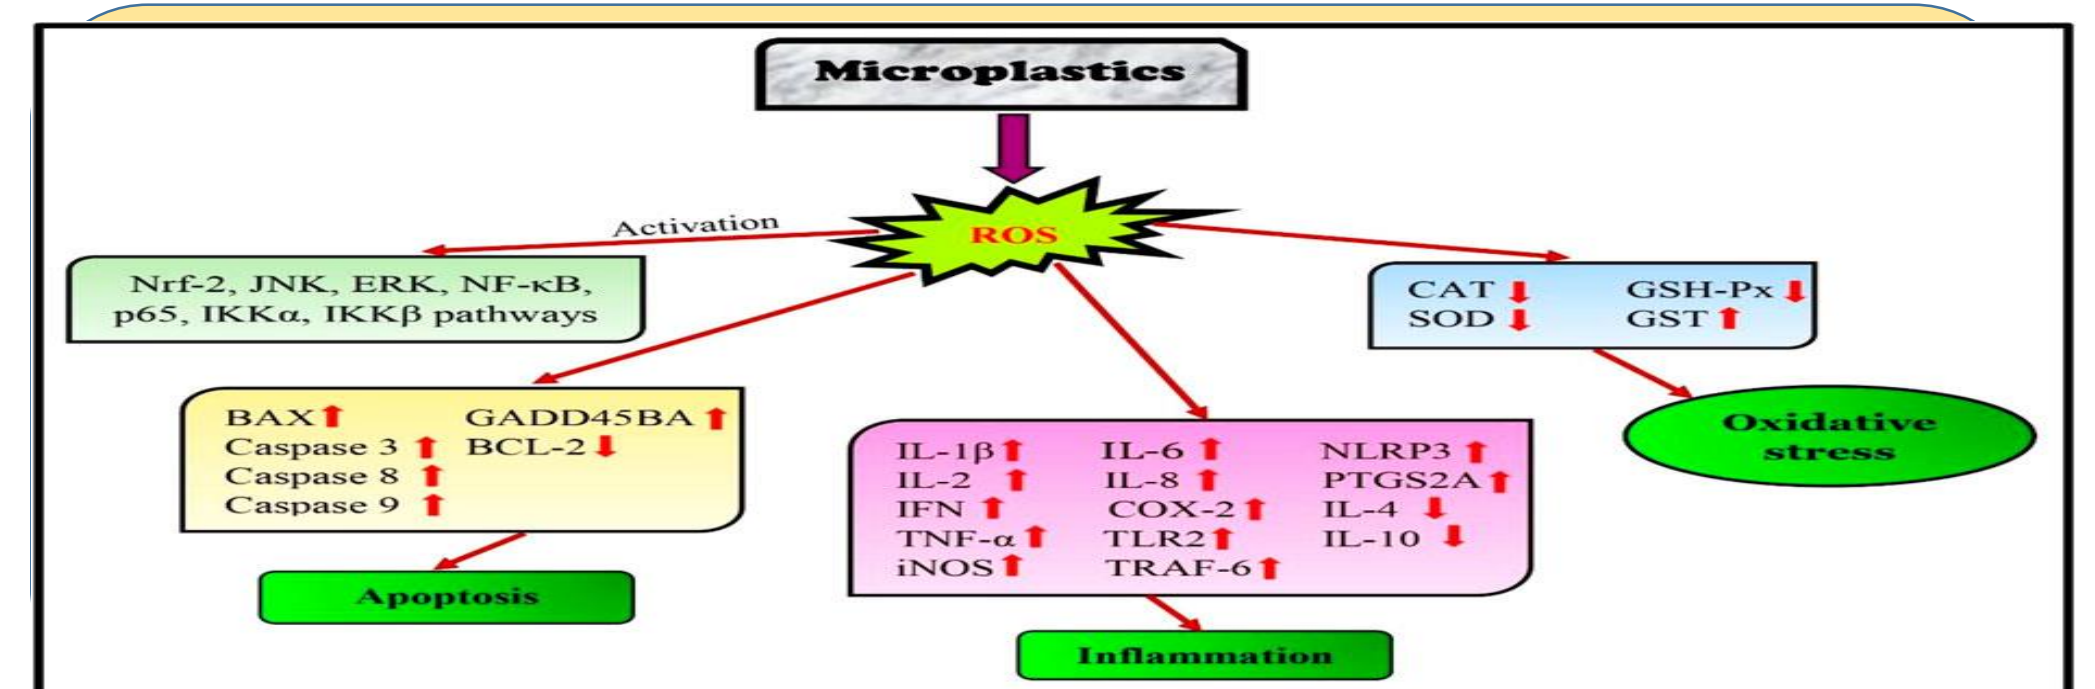 Microplastics
ROS
Activation
Nrf-2, JNK, ERK, NF-κB,
p65, IKKα, IKKβ pathways
CAT ⬇ GSH-Px ⬇
SOD ⬇ GST ⬆
Oxidative
stress
BAX ⬆ GADD45BA ⬆
Caspase 3 ⬆ BCL-2 ⬇
Caspase 8 ⬆
Caspase 9 ⬆
Apoptosis
IL-1β ⬆ IL-6 ⬆ NLRP3 ⬆
IL-2 ⬆ IL-8 ⬆ PTGS2A ⬆
IFN ⬆ COX-2 ⬆ IL-4 ⬇
TNF-α ⬆ TLR2 ⬆ IL-10 ⬇
iNOS ⬆ TRAF-6 ⬆
Inflammation